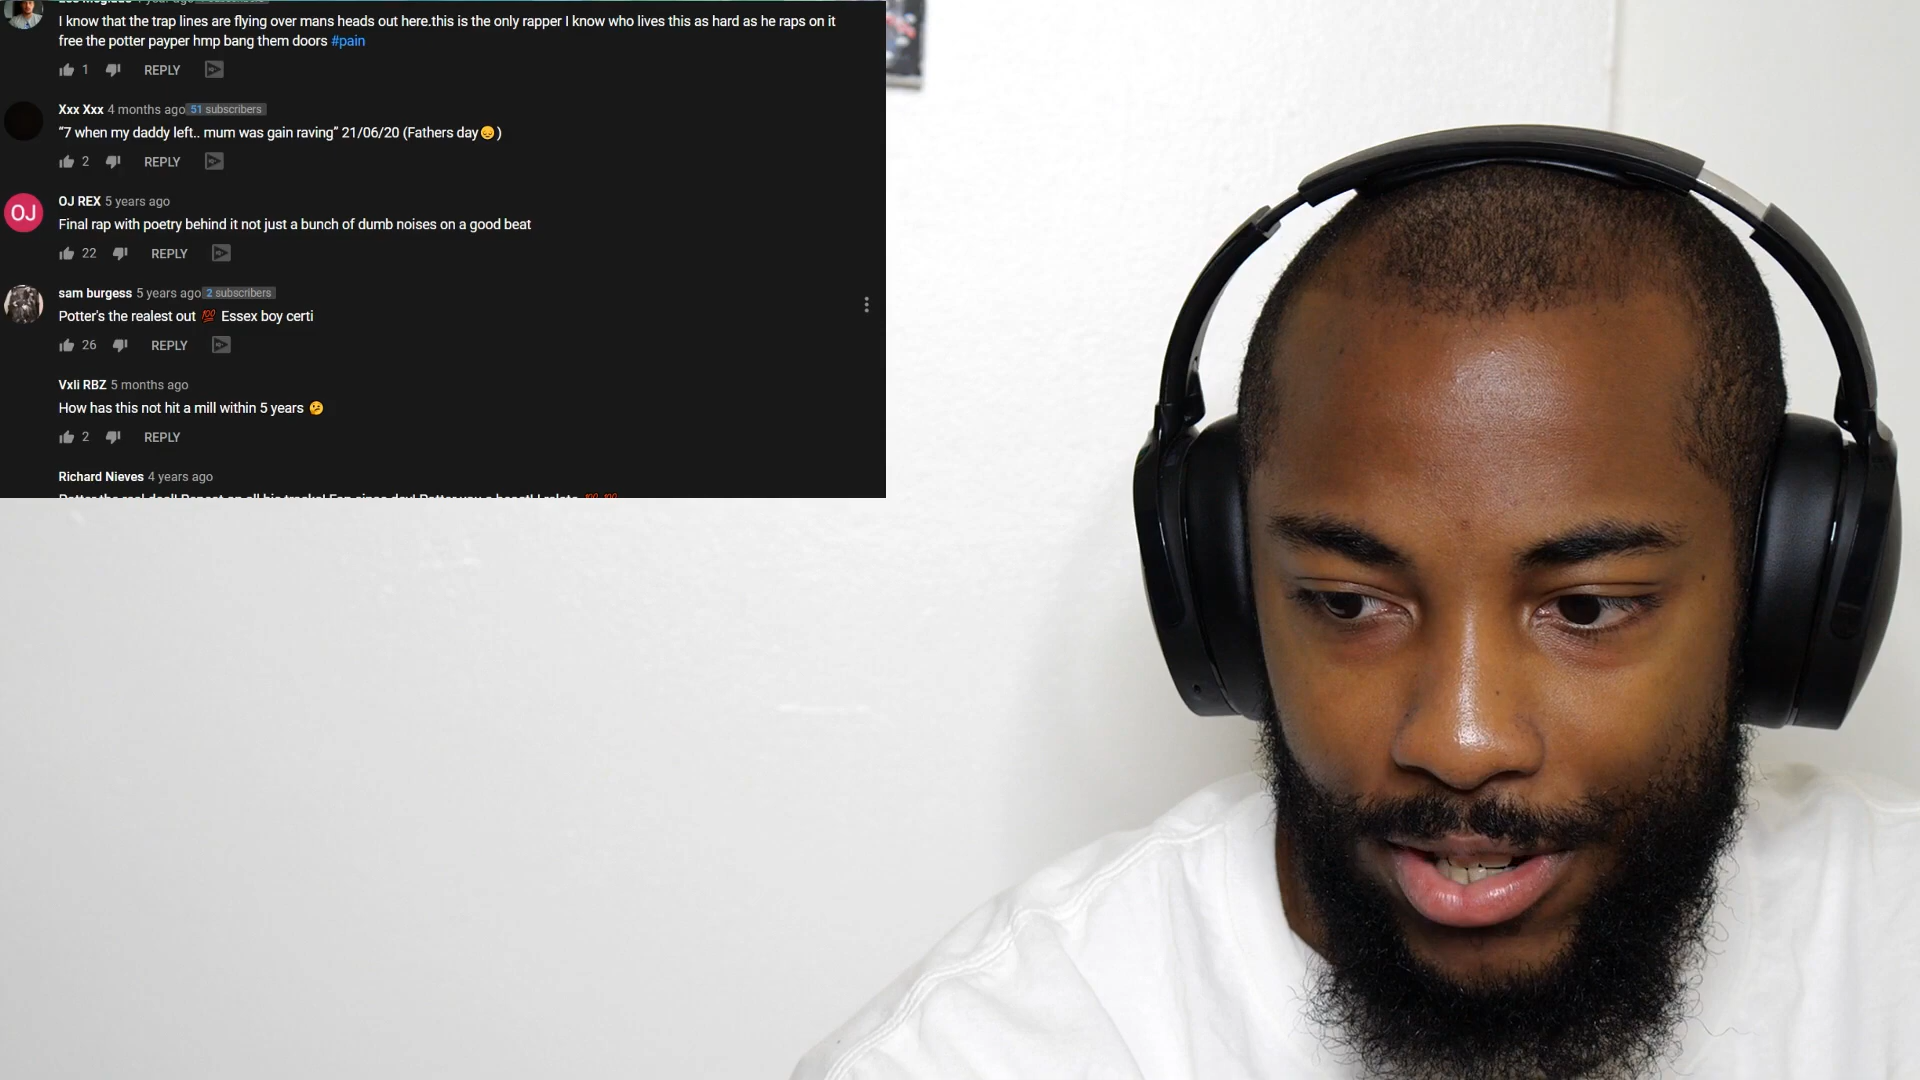 I know that the trap lines are flying over mans heads out here.this is the only rapper I know who lives this as hard as he raps on it
free the potter payper hmp bang them doors #pain
1 REPLY
Xxx Xxx 4 months ago 51 subscribers
“7 when my daddy left.. mum was gain raving” 21/06/20 (Fathers day😞)
2 REPLY
OJ
OJ REX 5 years ago
Final rap with poetry behind it not just a bunch of dumb noises on a good beat
22 REPLY
sam burgess 5 years ago 2 subscribers
Potter's the realest out 💯 Essex boy certi
26 REPLY
Vxli RBZ 5 months ago
How has this not hit a mill within 5 years 🤔
2 REPLY
Richard Nieves 4 years ago